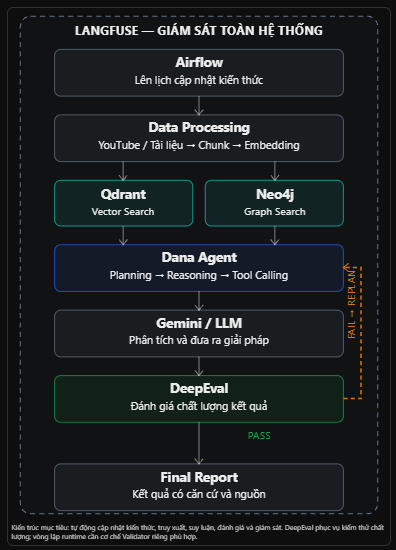 LANGFUSE — GIÁM SÁT TOÀN HỆ THỐNG
Airflow
Lên lịch cập nhật kiến thức
Data Processing
YouTube / Tài liệu → Chunk → Embedding
Qdrant
Vector Search
Neo4j
Graph Search
Dana Agent
Planning → Reasoning → Tool Calling
FAIL → REPLAN
Gemini / LLM
Phân tích và đưa ra giải pháp
DeepEval
Đánh giá chất lượng kết quả
PASS
Final Report
Kết quả có căn cứ và nguồn
Kiến trúc mục tiêu: tự động cập nhật kiến thức, truy xuất, suy luận, đánh giá và giám sát. DeepEval phục vụ kiểm thử chất
lượng; vòng lặp runtime cần cơ chế Validator riêng phù hợp.